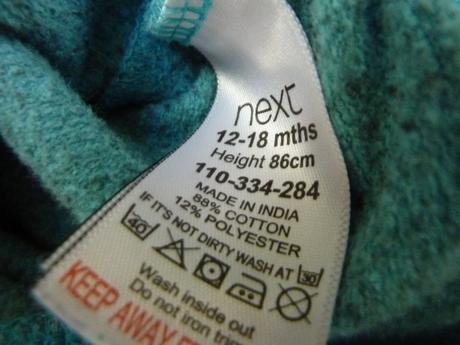 next
12-18 mths
Height 86cm
110-334-284
MADE IN INDIA
88% COTTON
12% POLYESTER
IF IT'S NOT DIRTY WASH AT 30
40
Wash inside out
Do not iron trim
KEEP AWAY